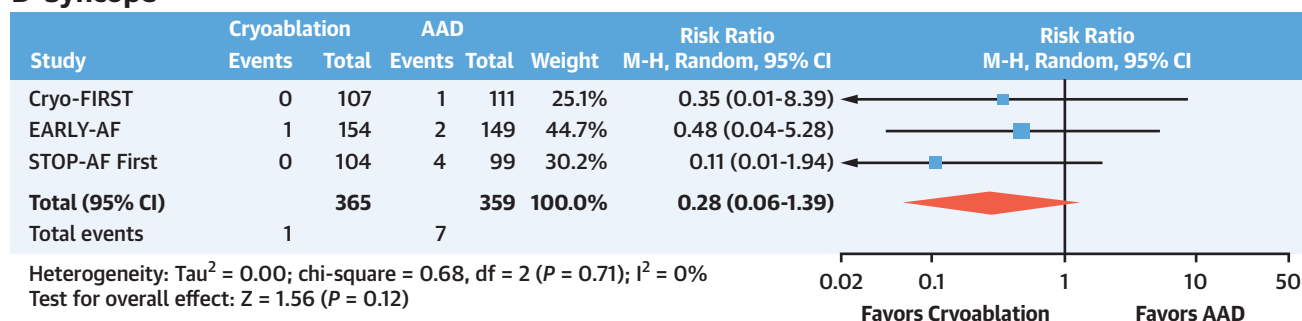 D Syncope
Cryoablation AAD Risk Ratio Risk Ratio
Study Events Total Events Total Weight M-H, Random, 95% CI M-H, Random, 95% CI
Cryo-FIRST 0 107 1 111 25.1% 0.35 (0.01-8.39)
EARLY-AF 1 154 2 149 44.7% 0.48 (0.04-5.28)
STOP-AF First 0 104 4 99 30.2% 0.11 (0.01-1.94)
Total (95% CI) 365 359 100.0% 0.28 (0.06-1.39)
Total events 1 7
Heterogeneity: Tau² = 0.00; chi-square = 0.68, df = 2 (P = 0.71); I² = 0%
Test for overall effect: Z = 1.56 (P = 0.12)
0.02 0.1 1 10 50
Favors Cryoablation Favors AAD